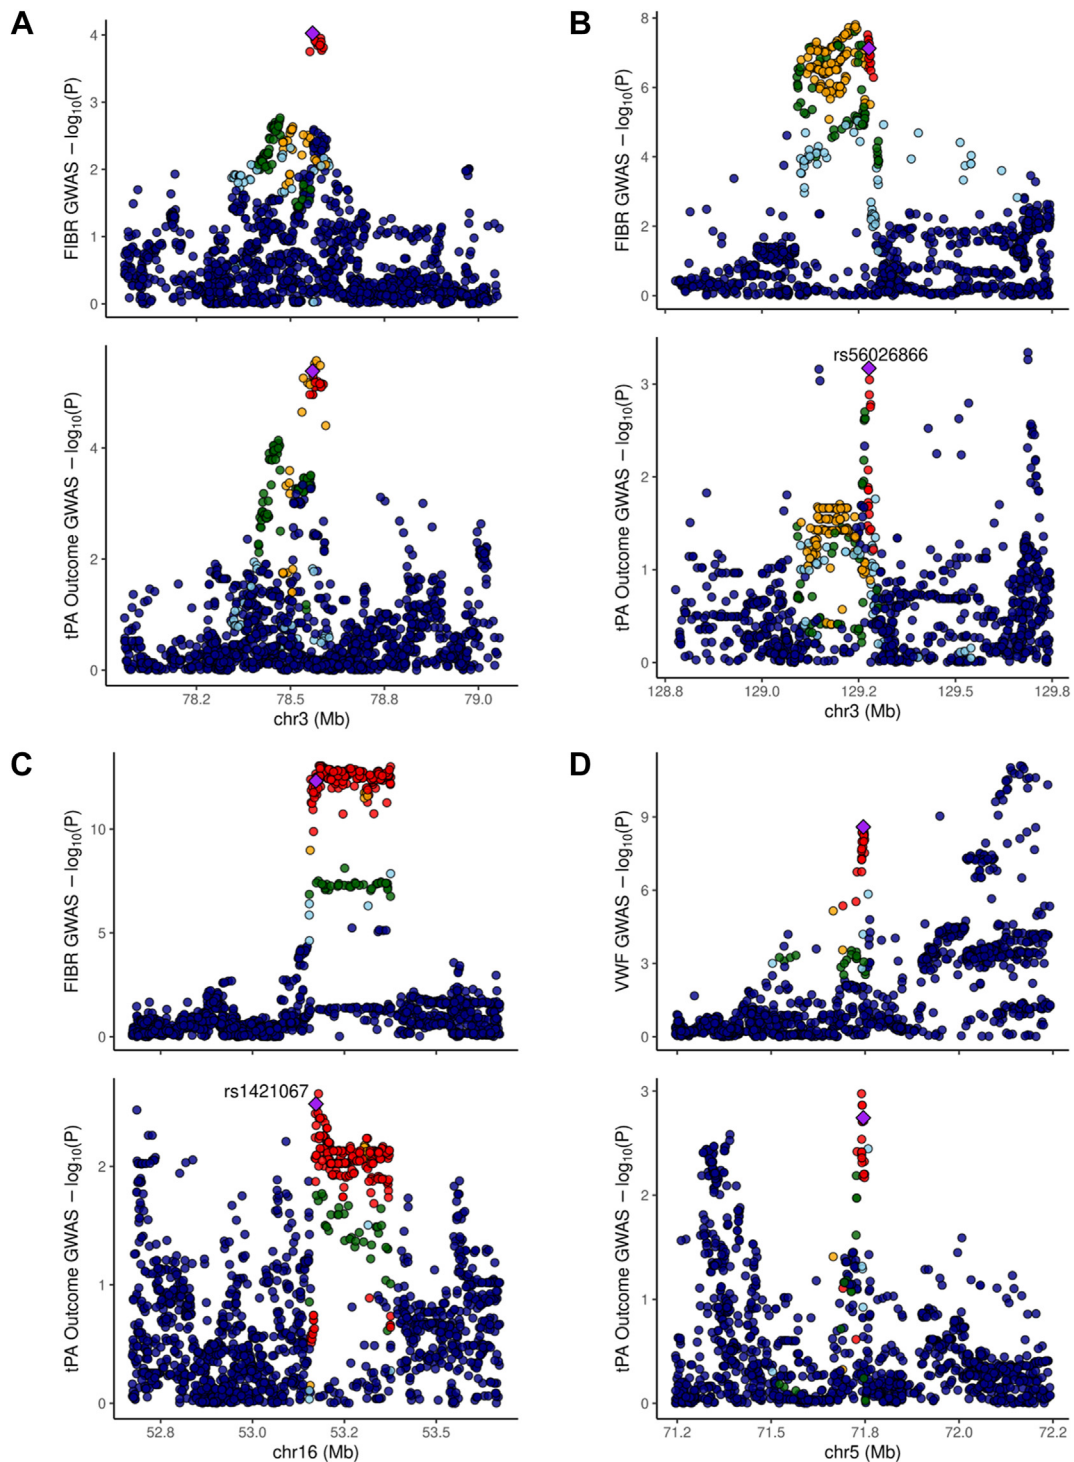 A
B
FIBR GWAS − log10(P)
4
3
2
1
0
FIBR GWAS − log10(P)
8
6
4
2
0
tPA Outcome GWAS − log10(P)
4
2
0
78.2 78.5 78.8 79.0
chr3 (Mb)
rs56026866
tPA Outcome GWAS − log10(P)
3
2
1
0
128.8 129.0 129.2 129.5 129.8
chr3 (Mb)
C
D
FIBR GWAS − log10(P)
10
5
0
VWF GWAS − log10(P)
9
6
3
0
rs1421067
tPA Outcome GWAS − log10(P)
2
1
0
52.8 53.0 53.2 53.5
chr16 (Mb)
tPA Outcome GWAS − log10(P)
3
2
1
0
71.2 71.5 71.8 72.0 72.2
chr5 (Mb)